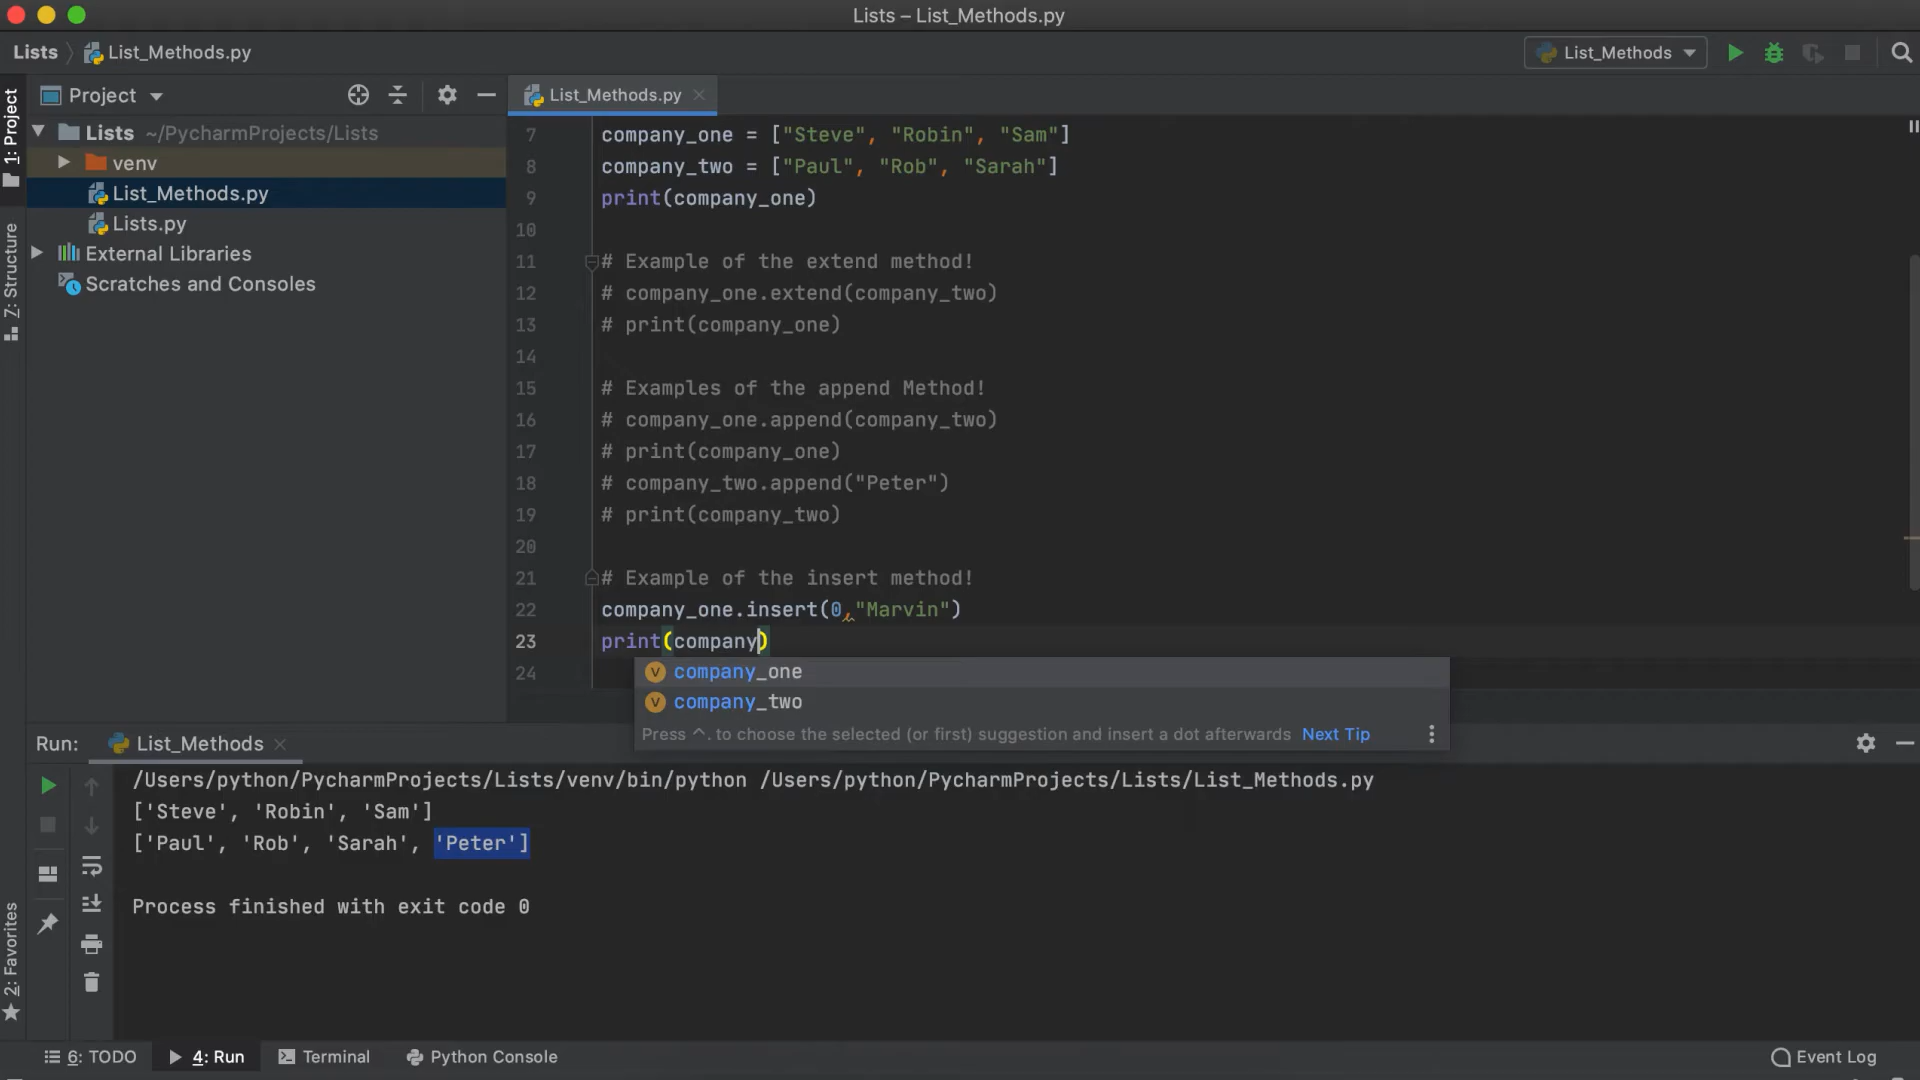 Lists – List_Methods.py
Lists
List_Methods.py
List_Methods
1: Project
Project
List_Methods.py
Lists ~/PycharmProjects/Lists
venv
List_Methods.py
Lists.py
External Libraries
Scratches and Consoles
Z: Structure
7 company_one = ["Steve", "Robin", "Sam"]
8 company_two = ["Paul", "Rob", "Sarah"]
9 print(company_one)
10
11 # Example of the extend method!
12 # company_one.extend(company_two)
13 # print(company_one)
14
15 # Examples of the append Method!
16 # company_one.append(company_two)
17 # print(company_one)
18 # company_two.append("Peter")
19 # print(company_two)
20
21 # Example of the insert method!
22 company_one.insert(0,"Marvin")
23 print(company)
24
v company_one
v company_two
Press ^. to choose the selected (or first) suggestion and insert a dot afterwards Next Tip
Run: List_Methods
/Users/python/PycharmProjects/Lists/venv/bin/python /Users/python/PycharmProjects/Lists/List_Methods.py
['Steve', 'Robin', 'Sam']
['Paul', 'Rob', 'Sarah', 'Peter']
Process finished with exit code 0
2: Favorites
6: TODO
4: Run
Terminal
Python Console
Event Log